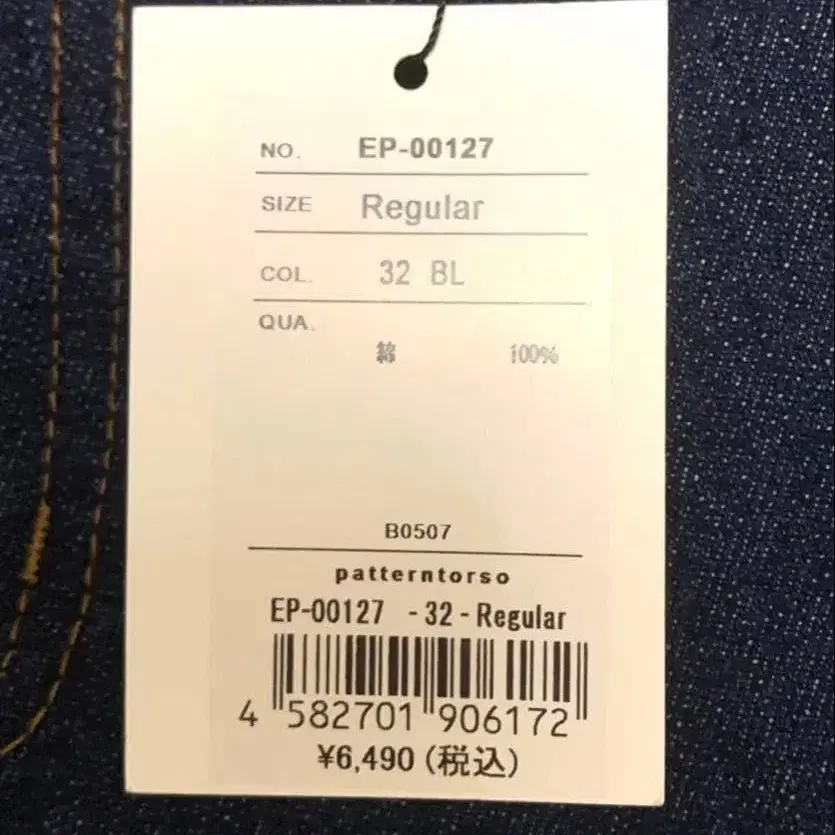 NO. EP-00127
SIZE Regular
COL. 32 BL
QUA.
綿 100%
B0507
patterntorso
EP-00127 - 32 - Regular
4 582701 906172
¥6,490 (税込)